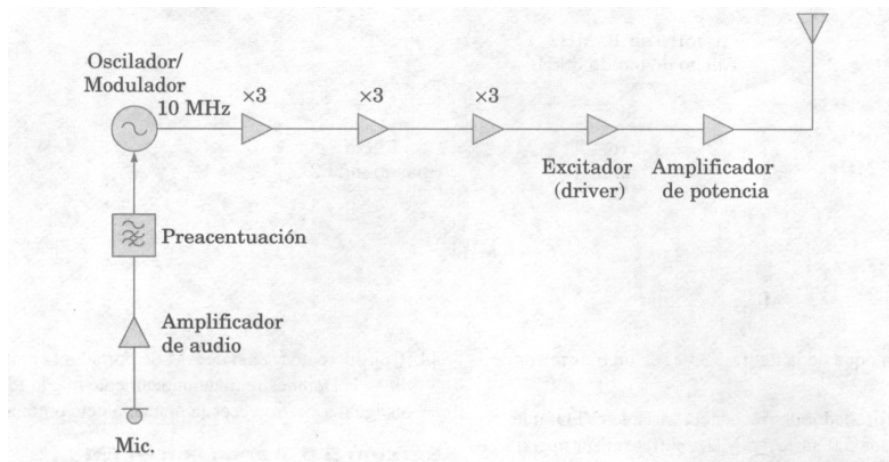 Oscilador/
Modulador
10 MHz
×3
×3
×3
Excitador
(driver)
Amplificador
de potencia
Preacentuación
Amplificador
de audio
Mic.